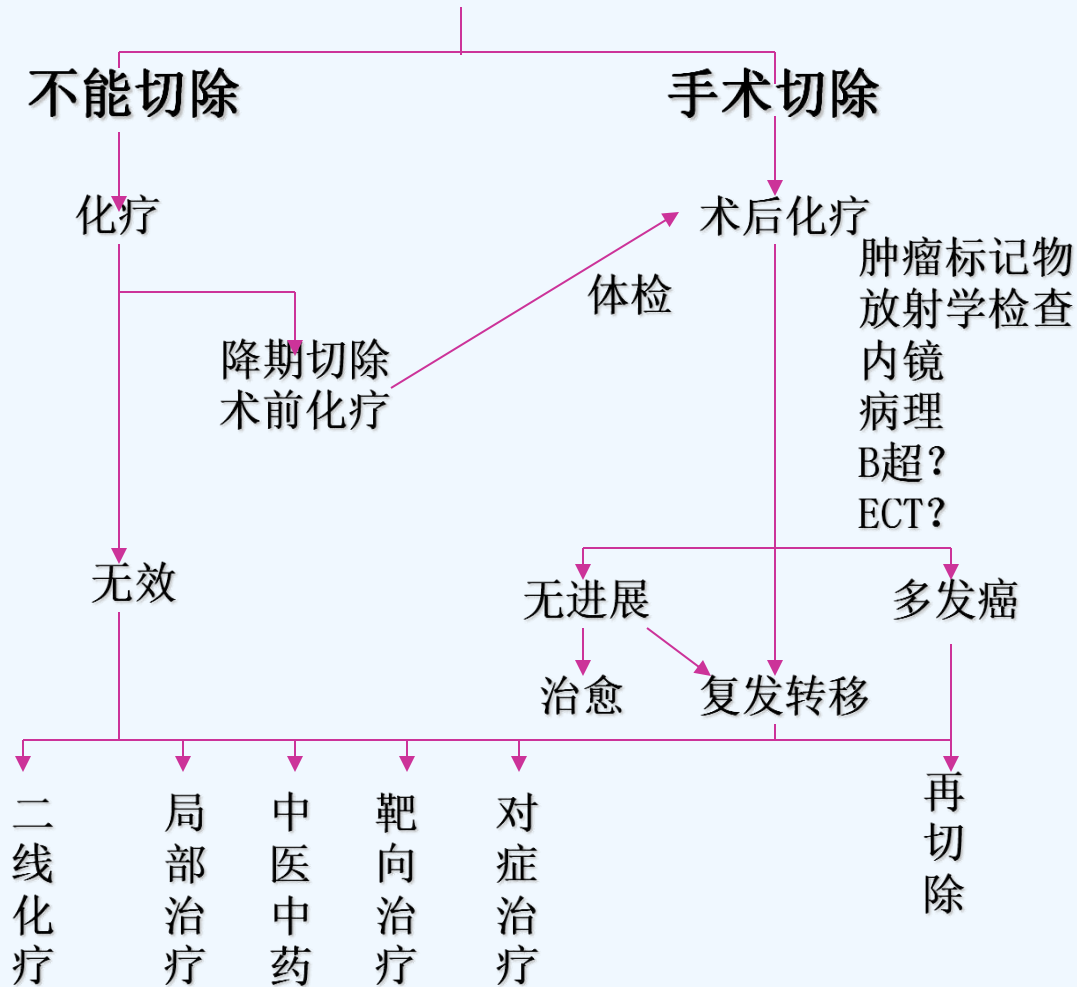 不能切除
手术切除
化疗
术后化疗
肿瘤标记物
放射学检查
内镜
病理
B超?
ECT?
体检
降期切除
术前化疗
无效
无进展
多发癌
治愈
复发转移
二线化疗
局部治疗
中医中药
靶向治疗
对症治疗
再切除